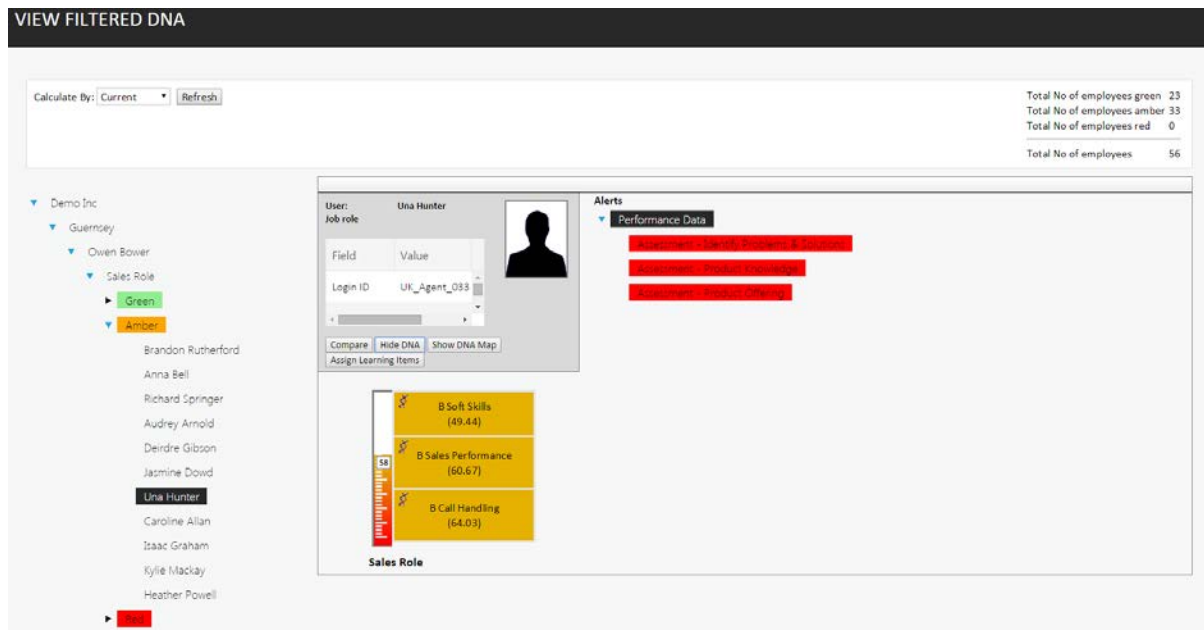 VIEW FILTERED DNA
Calculate By: Current Refresh
Total No of employees green 23
Total No of employees amber 33
Total No of employees red 0
Total No of employees 56
Demo Inc
Guernsey
Owen Bower
Sales Role
Green
Amber
Brandon Rutherford
Anna Bell
Richard Springer
Audrey Arnold
Deirdre Gibson
Jasmine Dowd
Una Hunter
Caroline Allan
Izaac Graham
Kylie Mackay
Heather Powell
Red
User: Una Hunter
Job role
Field Value
Login ID UK_Agent_033
Compare Hide DNA Show DNA Map
Assign Learning Items
Alerts
Performance Data
Assessment - Identify Problems & Solutions
Assessment - Product Knowledge
Assessment - Product Offering
B Soft Skills
(49.44)
58
B Sales Performance
(60.67)
B Call Handling
(64.03)
Sales Role